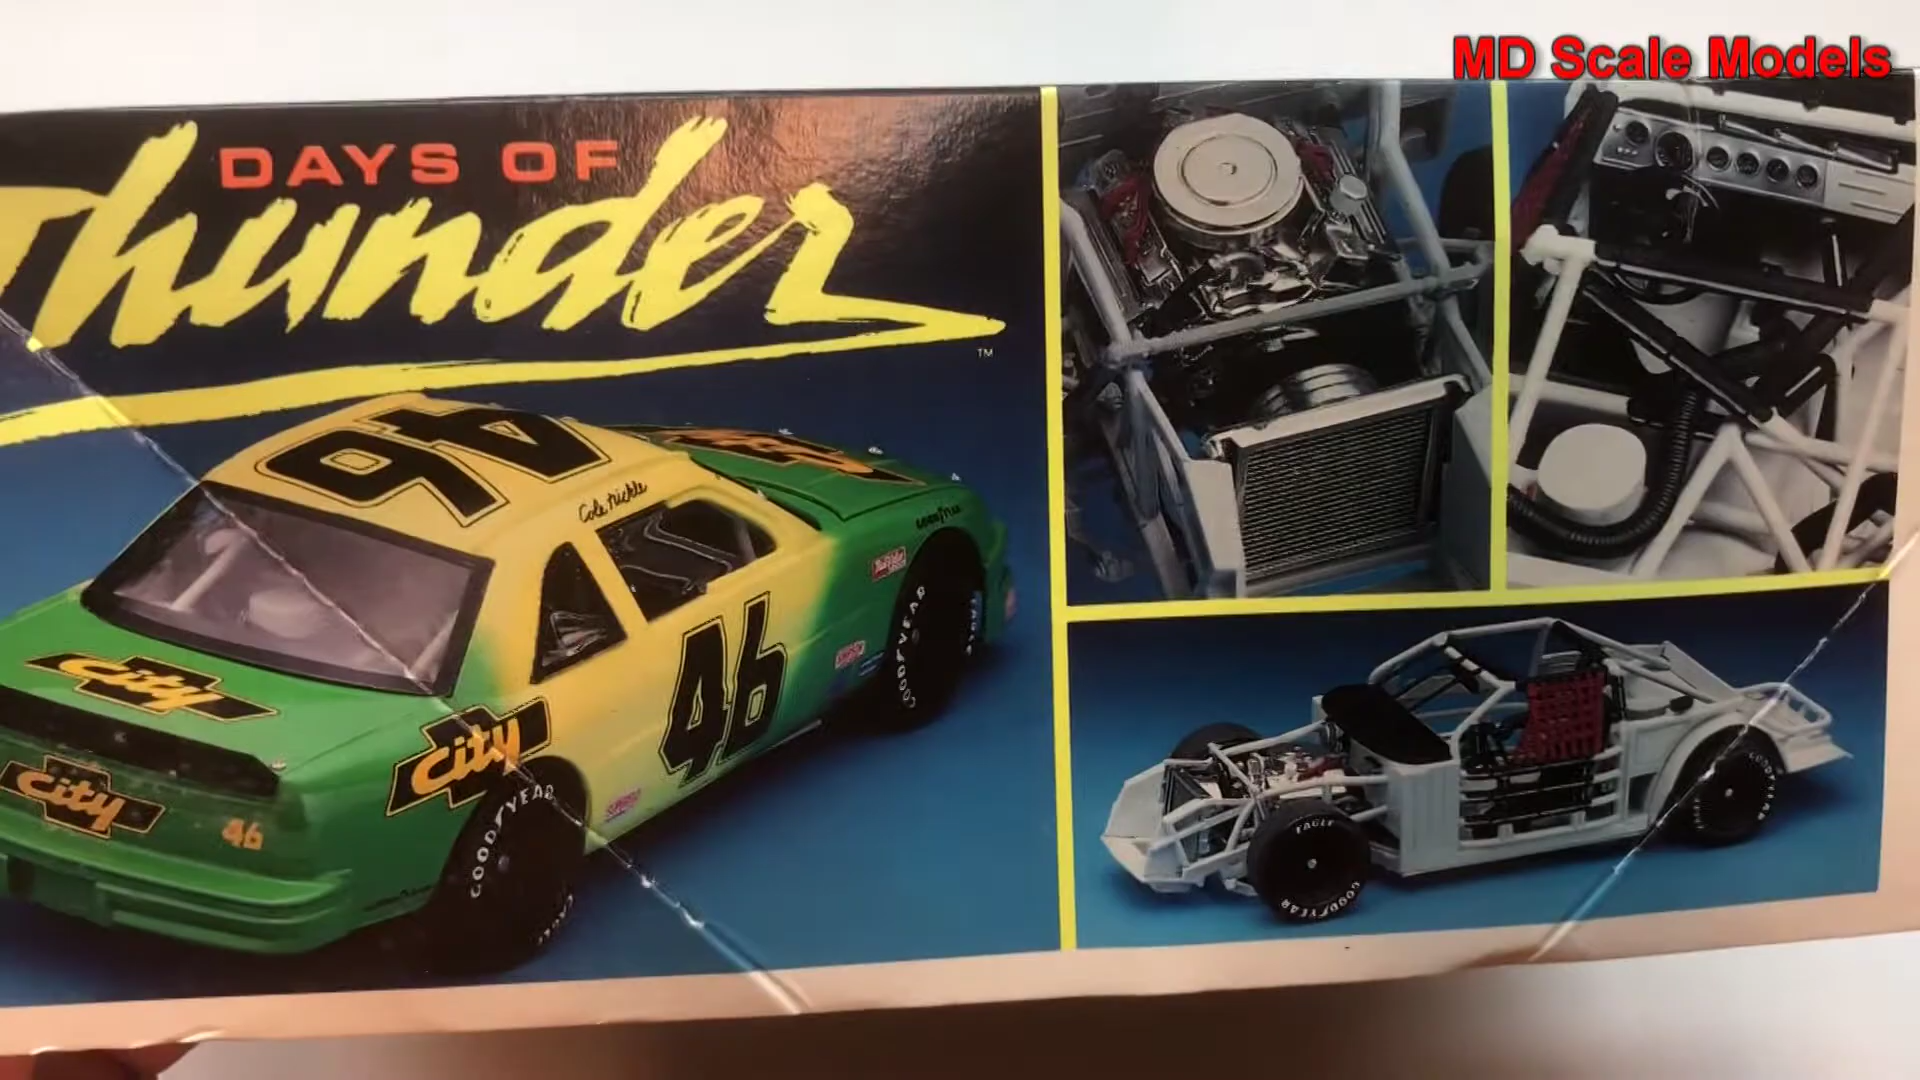 MD Scale Models
DAYS OF
Thunder
TM
46
Cole Trickle
GOODYEAR
46
City
City
City
46
GOODYEAR
GOODYEAR
EAGLE
GOODYEAR
GOODYEAR